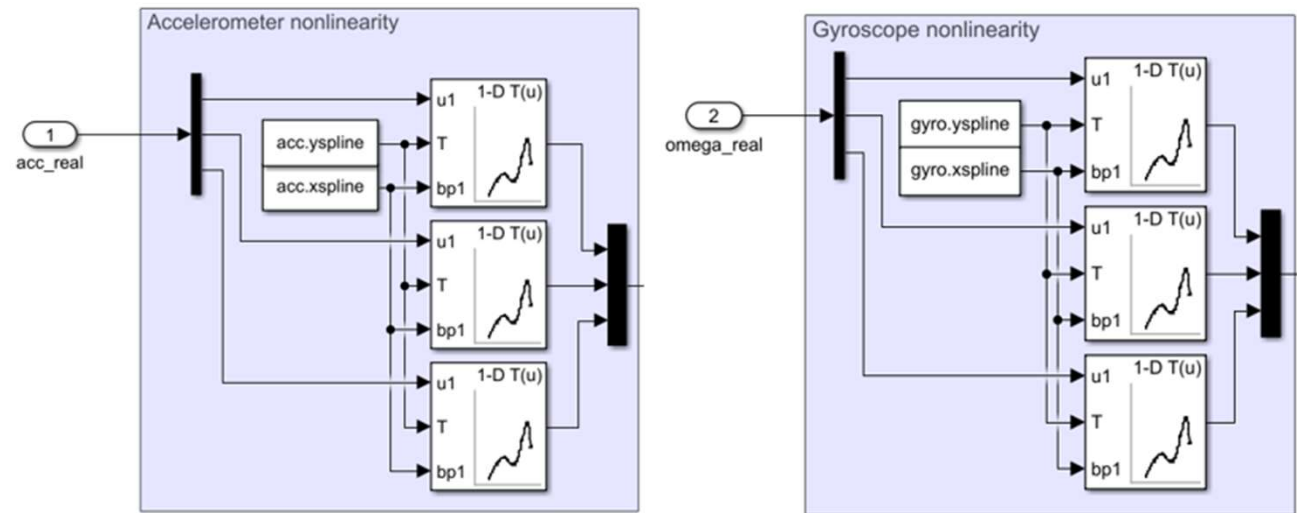 Accelerometer nonlinearity
1
acc_real
acc.yspline
acc.xspline
1-D T(u)
u1
T
bp1
1-D T(u)
u1
T
bp1
1-D T(u)
u1
T
bp1
Gyroscope nonlinearity
2
omega_real
gyro.yspline
gyro.xspline
1-D T(u)
u1
T
bp1
1-D T(u)
u1
T
bp1
1-D T(u)
u1
T
bp1